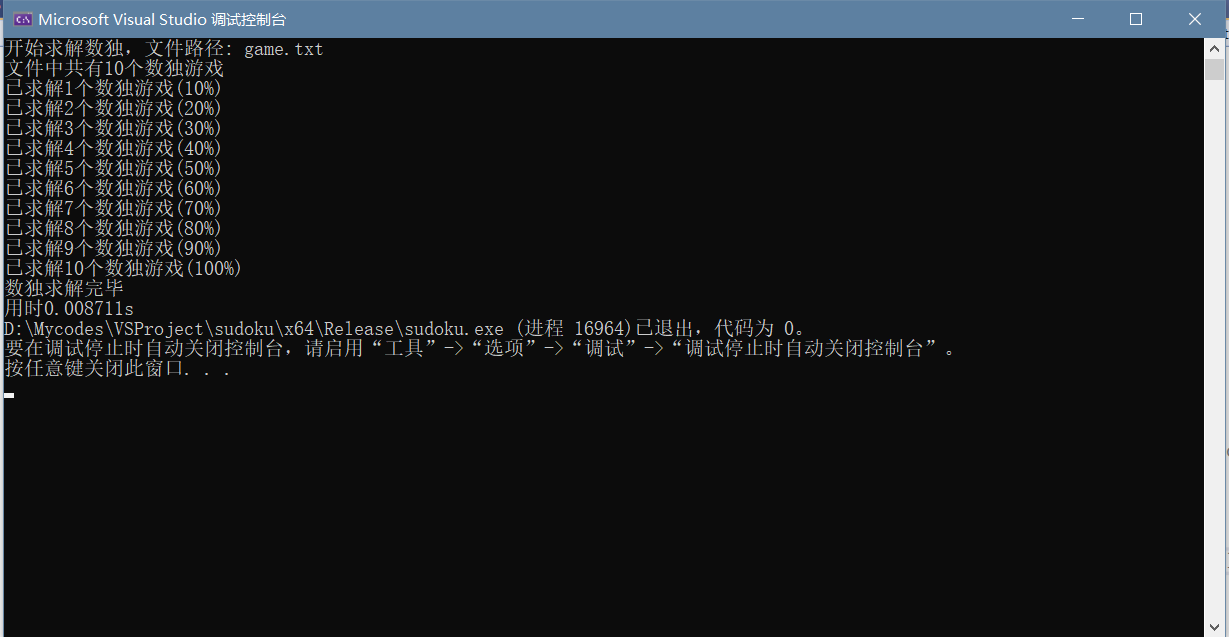 Microsoft Visual Studio 调试控制台
开始求解数独，文件路径: game.txt
文件中共有10个数独游戏
已求解1个数独游戏(10%)
已求解2个数独游戏(20%)
已求解3个数独游戏(30%)
已求解4个数独游戏(40%)
已求解5个数独游戏(50%)
已求解6个数独游戏(60%)
已求解7个数独游戏(70%)
已求解8个数独游戏(80%)
已求解9个数独游戏(90%)
已求解10个数独游戏(100%)
数独求解完毕
用时0.008711s
D:\Mycodes\VSProject\sudoku\x64\Release\sudoku.exe (进程 16964)已退出，代码为 0。
要在调试停止时自动关闭控制台，请启用“工具”->“选项”->“调试”->“调试停止时自动关闭控制台”。
按任意键关闭此窗口. . .